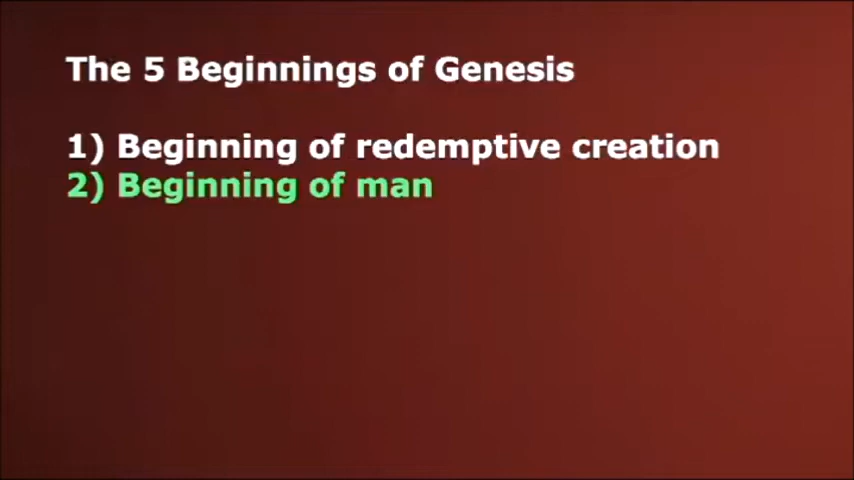 The 5 Beginnings of Genesis
1) Beginning of redemptive creation
2) Beginning of man